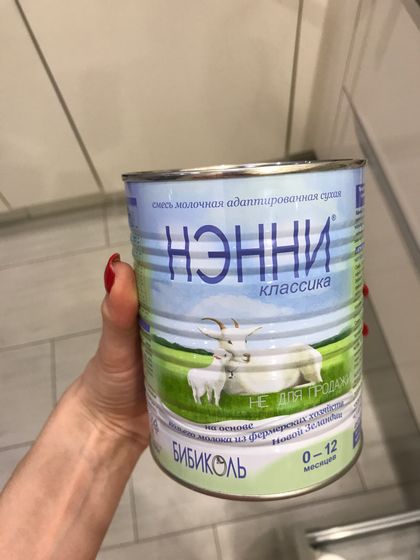 смесь молочная адаптированная сухая
НЭННИ®
классика
НЕ ДЛЯ ПРОДАЖИ
на основе
козьего молока из фермерских хозяйств
Новой Зеландии
БИБИКОЛЬ
0–12
месяцев